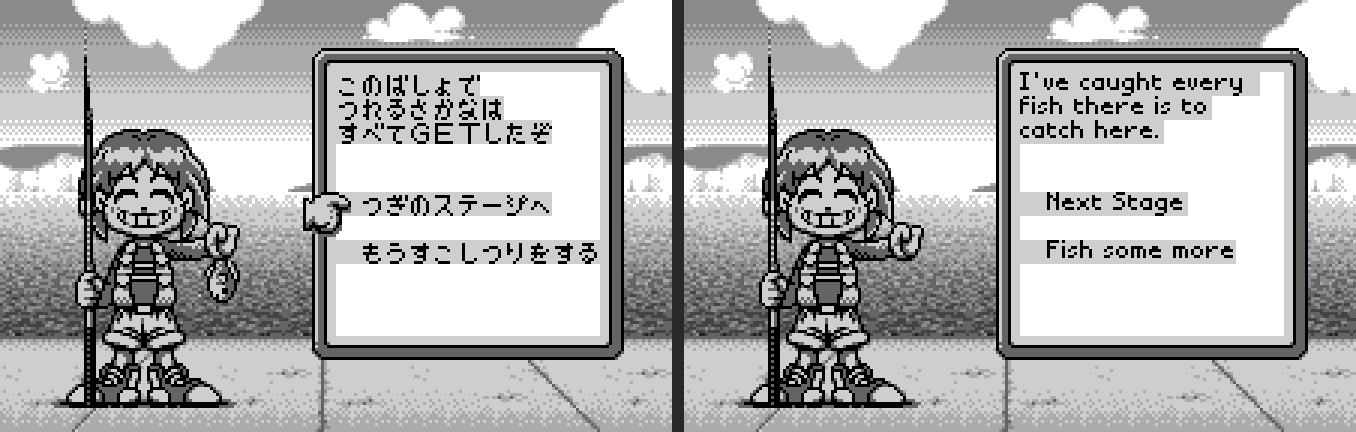 このばしょで
つれるさかなは
すべてGETしたぞ
つぎのステージへ
もうすこしつりをする
I've caught every
fish there is to
catch here.
Next Stage
Fish some more